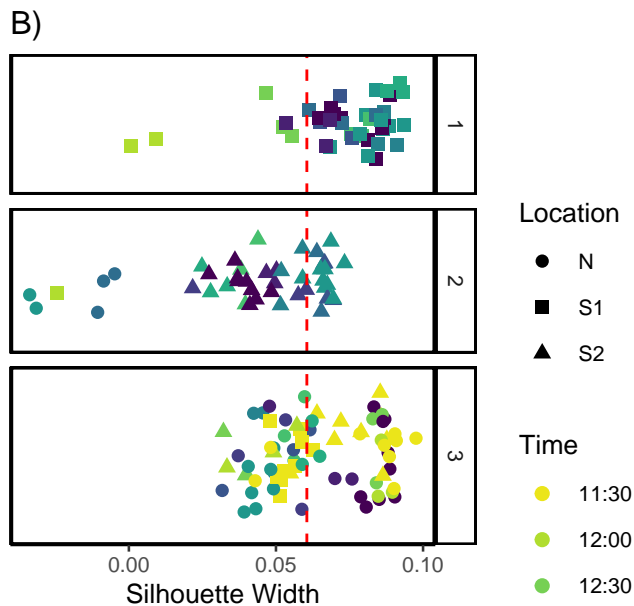 B)
1
2
3
0.00 0.05 0.10
Silhouette Width
Location
N
S1
S2
Time
11:30
12:00
12:30